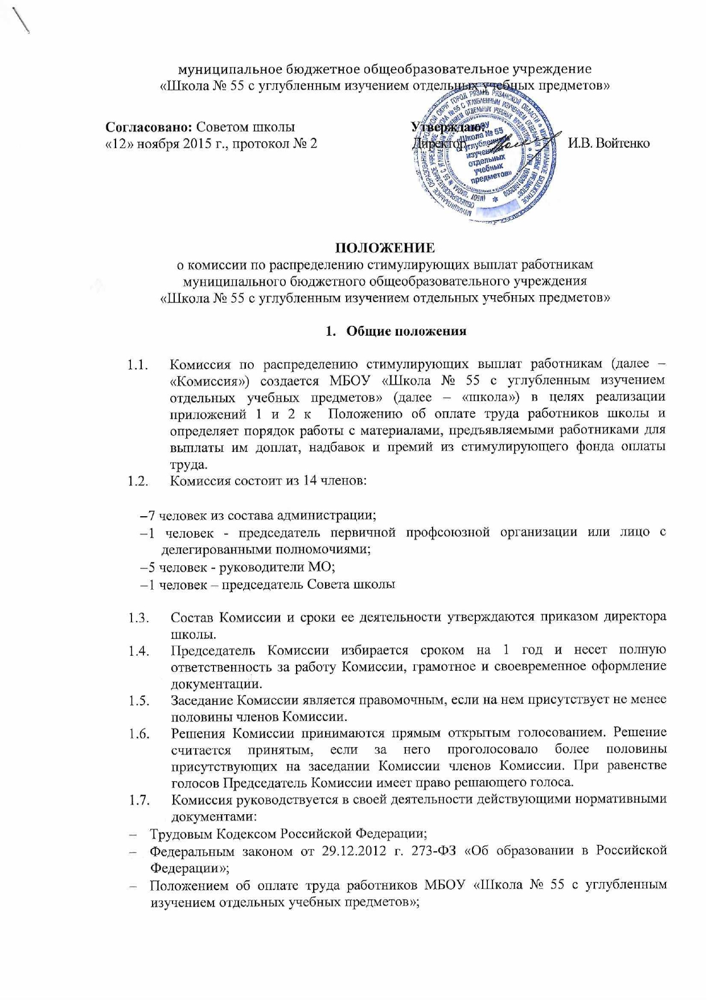 муниципальное бюджетное общеобразовательное учреждение
«Школа № 55 с углубленным изучением отдельных учебных предметов»
Согласовано: Советом школы
Утверждаю:
«12» ноября 2015 г., протокол № 2
Директор
И.В. Войтенко
МБОУ
«Школа № 55
с углубленным
изучением
отдельных
учебных
предметов»
ПОЛОЖЕНИЕ
о комиссии по распределению стимулирующих выплат работникам
муниципального бюджетного общеобразовательного учреждения
«Школа № 55 с углубленным изучением отдельных учебных предметов»
1. Общие положения
1.1. Комиссия по распределению стимулирующих выплат работникам (далее –
«Комиссия») создается МБОУ «Школа № 55 с углубленным изучением
отдельных учебных предметов» (далее – «школа») в целях реализации
приложений 1 и 2 к Положению об оплате труда работников школы и
определяет порядок работы с материалами, предъявляемыми работниками для
выплаты им доплат, надбавок и премий из стимулирующего фонда оплаты
труда.
1.2. Комиссия состоит из 14 членов:
–7 человек из состава администрации;
–1 человек - председатель первичной профсоюзной организации или лицо с
делегированными полномочиями;
–5 человек - руководители МО;
–1 человек – председатель Совета школы
1.3. Состав Комиссии и сроки ее деятельности утверждаются приказом директора
школы.
1.4. Председатель Комиссии избирается сроком на 1 год и несет полную
ответственность за работу Комиссии, грамотное и своевременное оформление
документации.
1.5. Заседание Комиссии является правомочным, если на нем присутствует не менее
половины членов Комиссии.
1.6. Решения Комиссии принимаются прямым открытым голосованием. Решение
считается принятым, если за него проголосовало более половины
присутствующих на заседании Комиссии членов Комиссии. При равенстве
голосов Председатель Комиссии имеет право решающего голоса.
1.7. Комиссия руководствуется в своей деятельности действующими нормативными
документами:
– Трудовым Кодексом Российской Федерации;
– Федеральным законом от 29.12.2012 г. 273-ФЗ «Об образовании в Российской
Федерации»;
– Положением об оплате труда работников МБОУ «Школа № 55 с углубленным
изучением отдельных учебных предметов»;